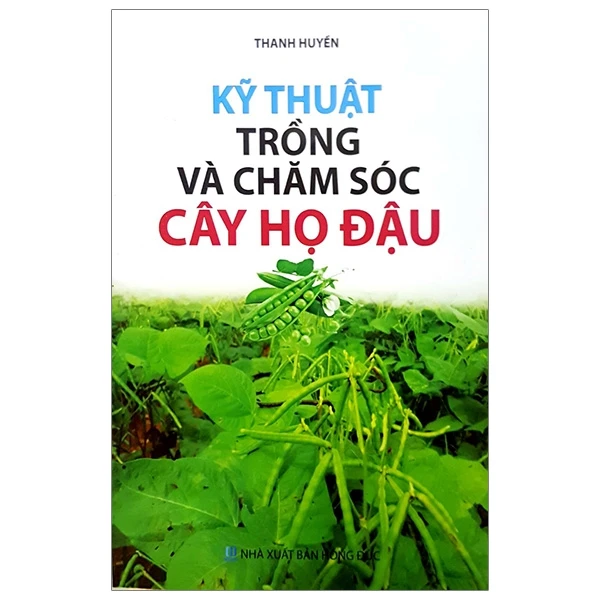 THANH HUYỀN
KỸ THUẬT
TRỒNG
VÀ CHĂM SÓC
CÂY HỌ ĐẬU
NHÀ XUẤT BẢN HỒNG ĐỨC